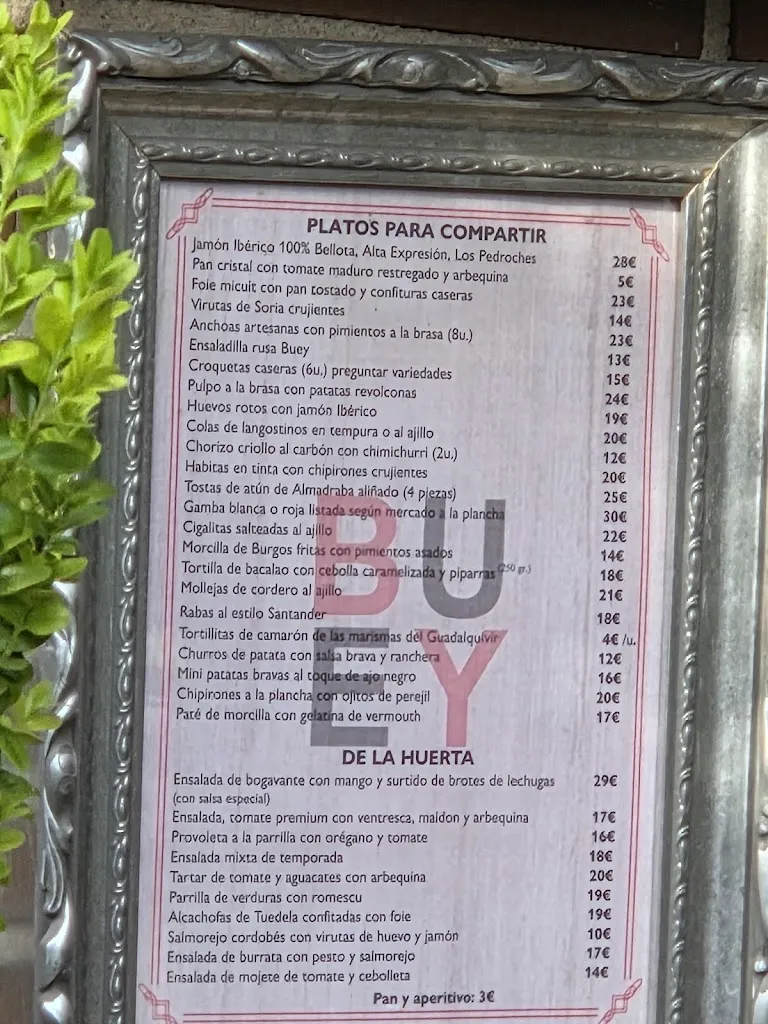 PLATOS PARA COMPARTIR
Jamón Ibérico 100% Bellota, Alta Expresión, Los Pedroches 28€
Pan cristal con tomate maduro restregado y arbequina 5€
Foie micuit con pan tostado y confituras caseras 23€
Virutas de Soria crujientes 14€
Anchoas artesanas con pimientos a la brasa (8u.) 23€
Ensaladilla rusa Buey 13€
Croquetas caseras (6u.) preguntar variedades 15€
Pulpo a la brasa con patatas revolconas 24€
Huevos rotos con jamón Ibérico 19€
Colas de langostinos en tempura o al ajillo 20€
Chorizo criollo al carbón con chimichurri (2u.) 12€
Habitas en tinta con chipirones crujientes 20€
Tostas de atún de Almadraba aliñado (4 piezas) 25€
Gamba blanca o roja listada según mercado a la plancha 30€
Cigalitas salteadas al ajillo 22€
Morcilla de Burgos fritas con pimientos asados 14€
Tortilla de bacalao con cebolla caramelizada y piparras (250 gr.) 18€
Mollejas de cordero al ajillo 21€
Rabas al estilo Santander 18€
Tortillitas de camarón de las marismas del Guadalquivir 4€ /u.
Churros de patata con salsa brava y ranchera 12€
Mini patatas bravas al toque de ajo negro 16€
Chipirones a la plancha con ojitos de perejil 20€
Paté de morcilla con gelatina de vermouth 17€
BU
EY
DE LA HUERTA
Ensalada de bogavante con mango y surtido de brotes de lechugas 29€
(con salsa especial)
Ensalada, tomate premium con ventresca, maldon y arbequina 17€
Provoleta a la parrilla con orégano y tomate 16€
Ensalada mixta de temporada 18€
Tartar de tomate y aguacates con arbequina 20€
Parrilla de verduras con romescu 19€
Alcachofas de Tuedela confitadas con foie 19€
Salmorejo cordobés con virutas de huevo y jamón 10€
Ensalada de burrata con pesto y salmorejo 17€
Ensalada de mojete de tomate y cebolleta 14€
Pan y aperitivo: 3€